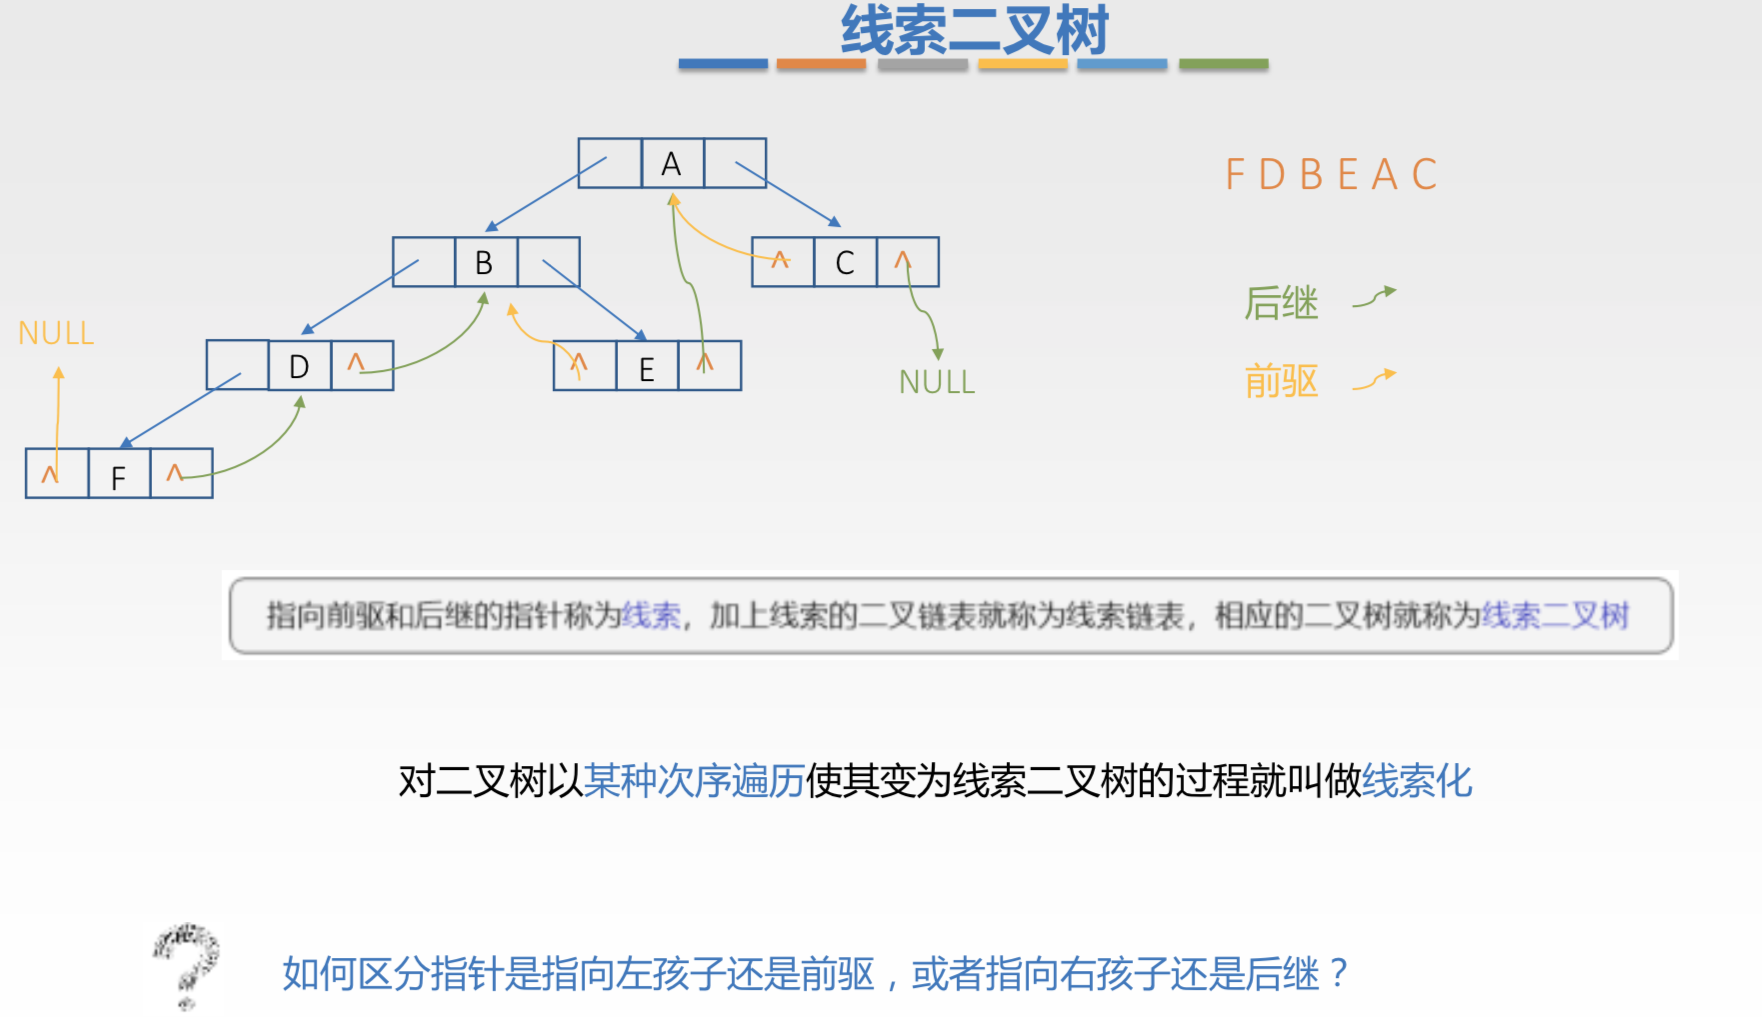 线索二叉树
A
F D B E A C
B
^ C ^
后继
NULL
D ^
^ E ^
NULL
前驱
^ F ^
指向前驱和后继的指针称为线索，加上线索的二叉链表就称为线索链表，相应的二叉树就称为线索二叉树
对二叉树以某种次序遍历使其变为线索二叉树的过程就叫做线索化
?
如何区分指针是指向左孩子还是前驱，或者指向右孩子还是后继？